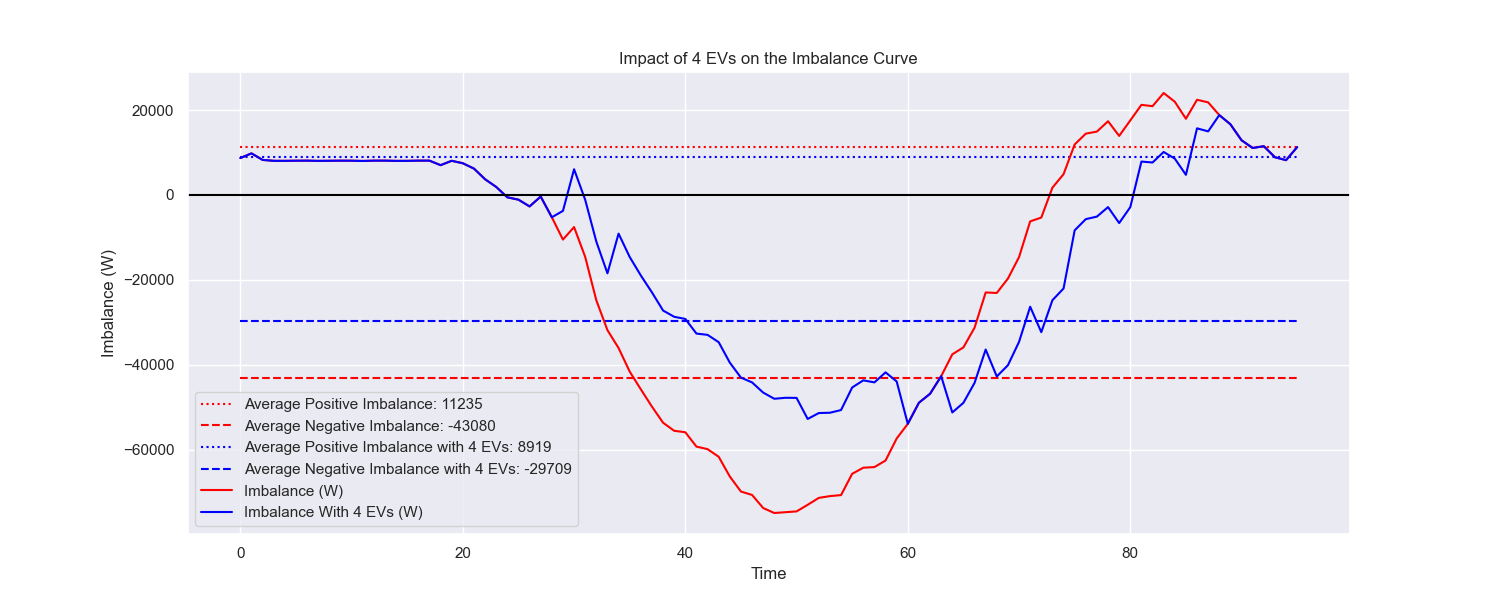 Impact of 4 EVs on the Imbalance Curve
Imbalance (W)
20000
0
−20000
−40000
−60000
Average Positive Imbalance: 11235
Average Negative Imbalance: -43080
Average Positive Imbalance with 4 EVs: 8919
Average Negative Imbalance with 4 EVs: -29709
Imbalance (W)
Imbalance With 4 EVs (W)
0 20 40 60 80
Time